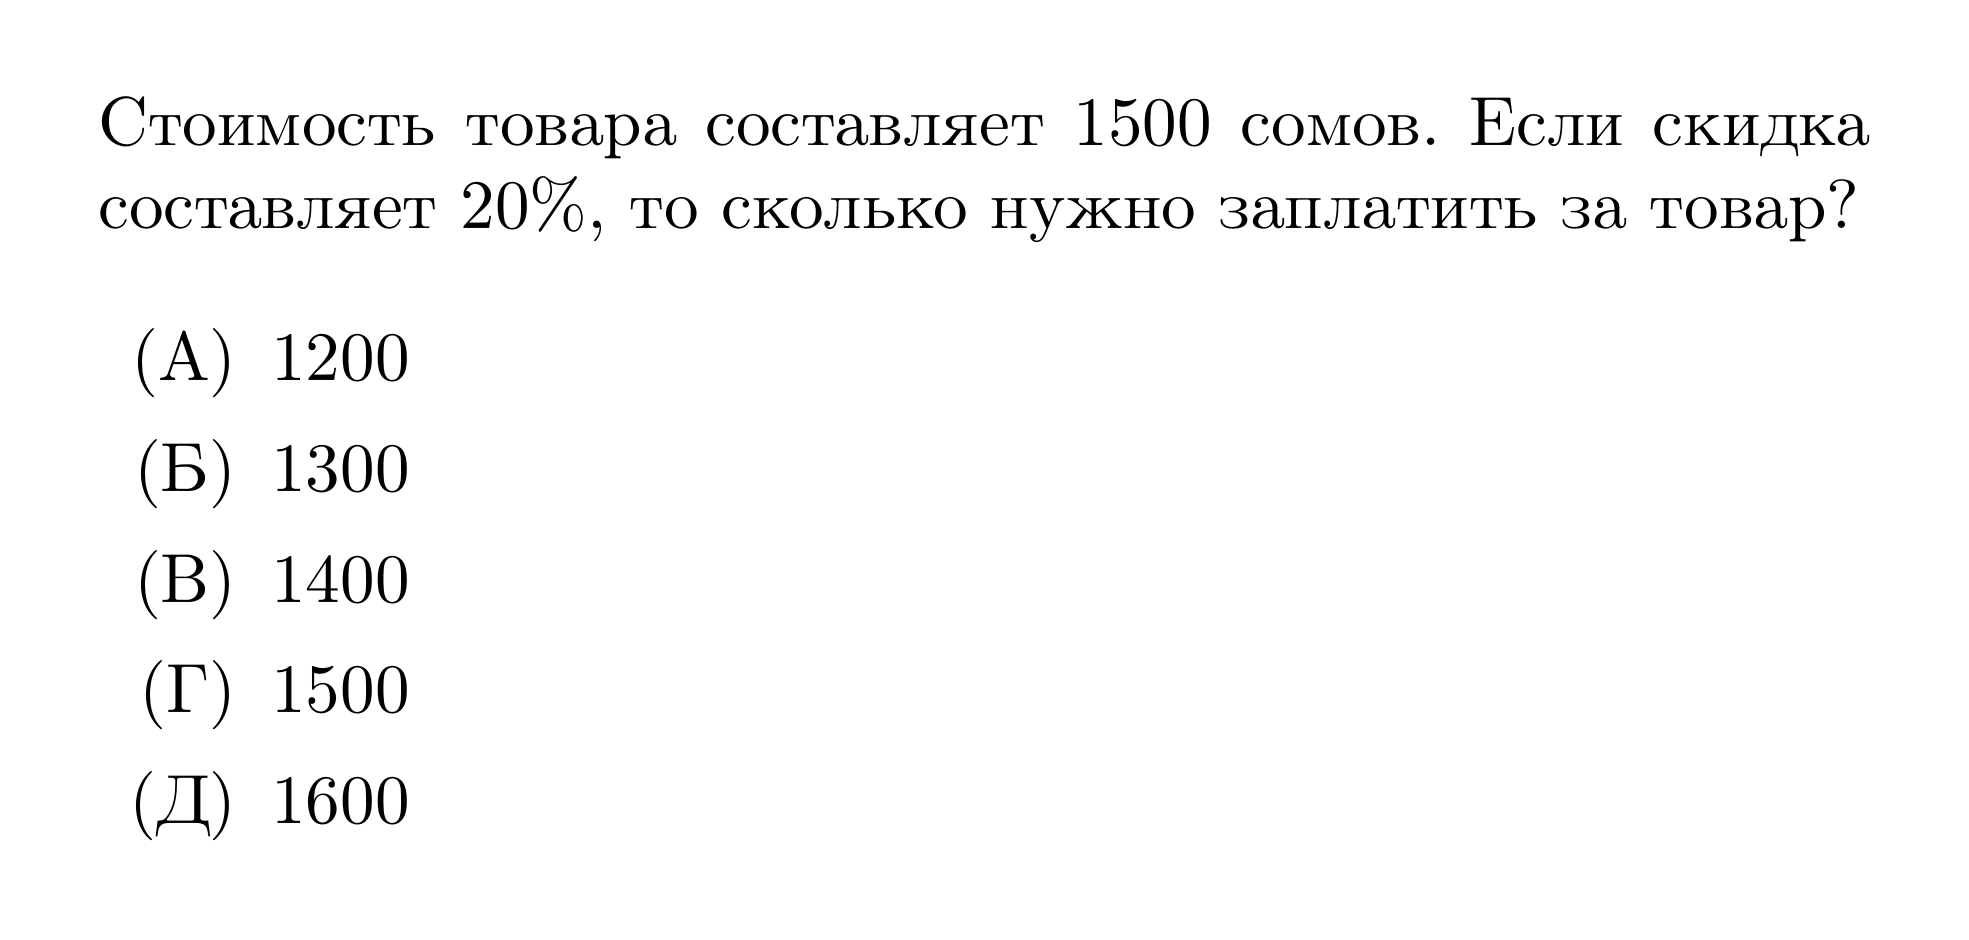 Стоимость товара составляет 1500 сомов. Если скидка
составляет 20%, то сколько нужно заплатить за товар?
(А) 1200
(Б) 1300
(В) 1400
(Г) 1500
(Д) 1600